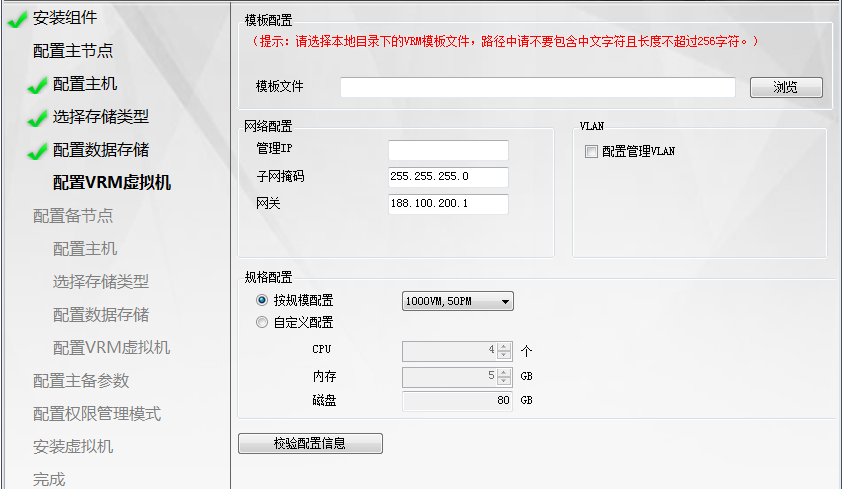 安装组件
配置主节点
配置主机
选择存储类型
配置数据存储
配置VRM虚拟机
配置备节点
配置主机
选择存储类型
配置数据存储
配置VRM虚拟机
配置主备参数
配置权限管理模式
安装虚拟机
完成
模板配置
（提示：请选择本地目录下的VRM模板文件，路径中请不要包含中文字符且长度不超过256字符。）
模板文件 浏览
网络配置
管理IP
子网掩码 255.255.255.0
网关 188.100.200.1
VLAN
配置管理VLAN
规格配置
按规模配置 1000VM,50PM
自定义配置
CPU 4 个
内存 5 GB
磁盘 80 GB
校验配置信息